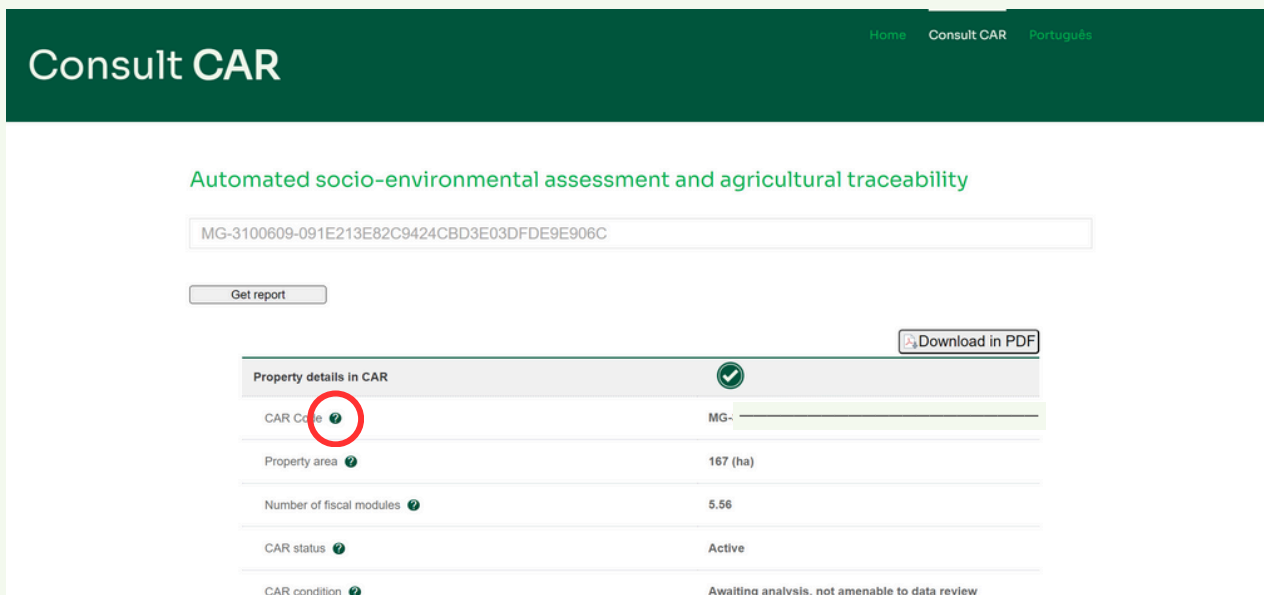 Home Consult CAR Português
Consult CAR
Automated socio-environmental assessment and agricultural traceability
MG-3100609-091E213E82C9424CBD3E03DFDE9E906C
Get report
Download in PDF
Property details in CAR
CAR Code ? MG-
Property area ? 167 (ha)
Number of fiscal modules ? 5.56
CAR status ? Active
CAR condition ? Awaiting analysis, not amenable to data review